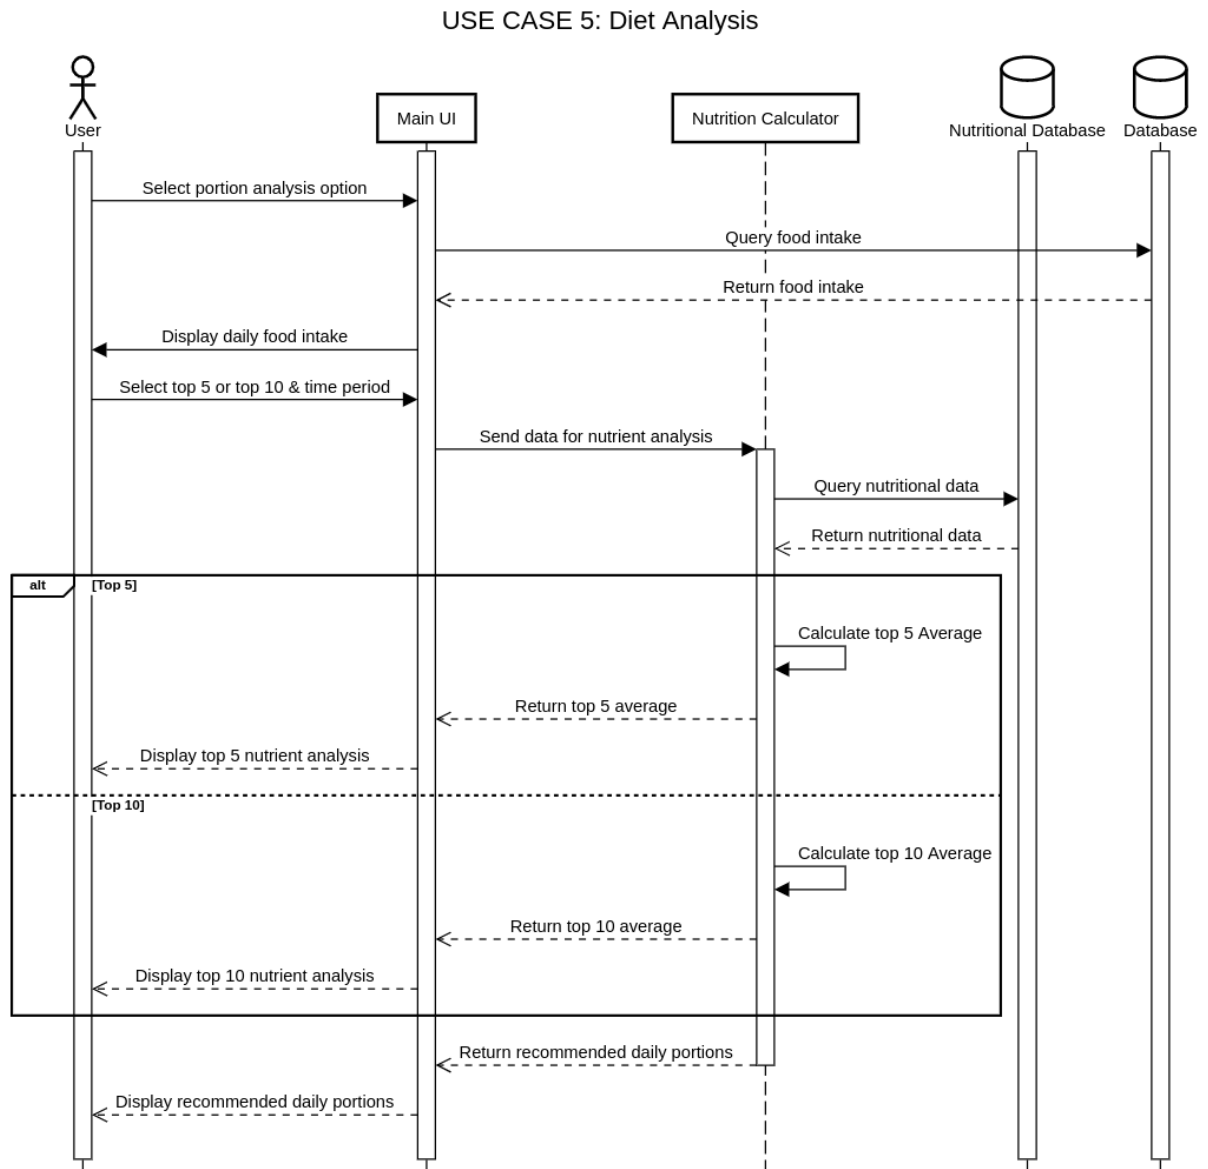 USE CASE 5: Diet Analysis
User
Main UI
Nutrition Calculator
Nutritional Database
Database
Select portion analysis option
Query food intake
Return food intake
Display daily food intake
Select top 5 or top 10 & time period
Send data for nutrient analysis
Query nutritional data
Return nutritional data
alt
[Top 5]
Calculate top 5 Average
Return top 5 average
Display top 5 nutrient analysis
[Top 10]
Calculate top 10 Average
Return top 10 average
Display top 10 nutrient analysis
Return recommended daily portions
Display recommended daily portions